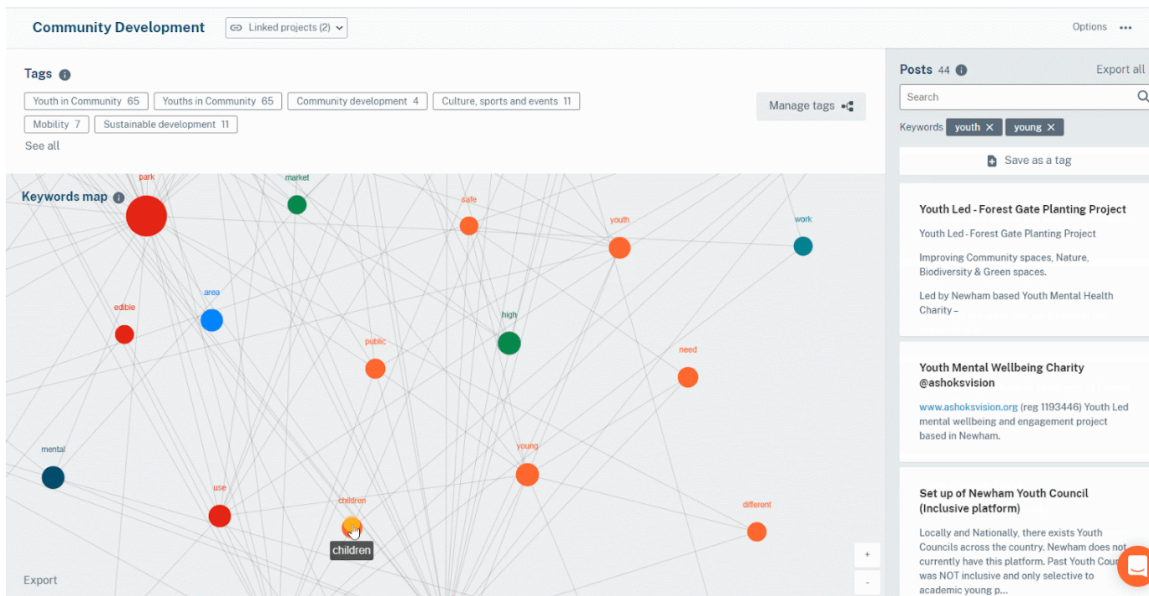 Community Development
Linked projects (2)
Options
Tags
Youth in Community 65
Youths in Community 65
Community development 4
Culture, sports and events 11
Mobility 7
Sustainable development 11
See all
Manage tags
Keywords map
park
market
safe
youth
work
edible
area
high
public
need
mental
young
use
children
different
children
Export
+
-
Posts 44
Export all
Search
Keywords
youth
young
Save as a tag
Youth Led - Forest Gate Planting Project
Youth Led - Forest Gate Planting Project
Improving Community spaces, Nature,
Biodiversity & Green spaces.
Led by Newham based Youth Mental Health
Charity –
Youth Mental Wellbeing Charity
@ashoksvision
www.ashoksvision.org (reg 1193446) Youth Led
mental wellbeing and engagement project
based in Newham.
Set up of Newham Youth Council
(Inclusive platform)
Locally and Nationally, there exists Youth
Councils across the country. Newham does not
currently have this platform. Past Youth Cou
was NOT inclusive and only selective to
academic young p...